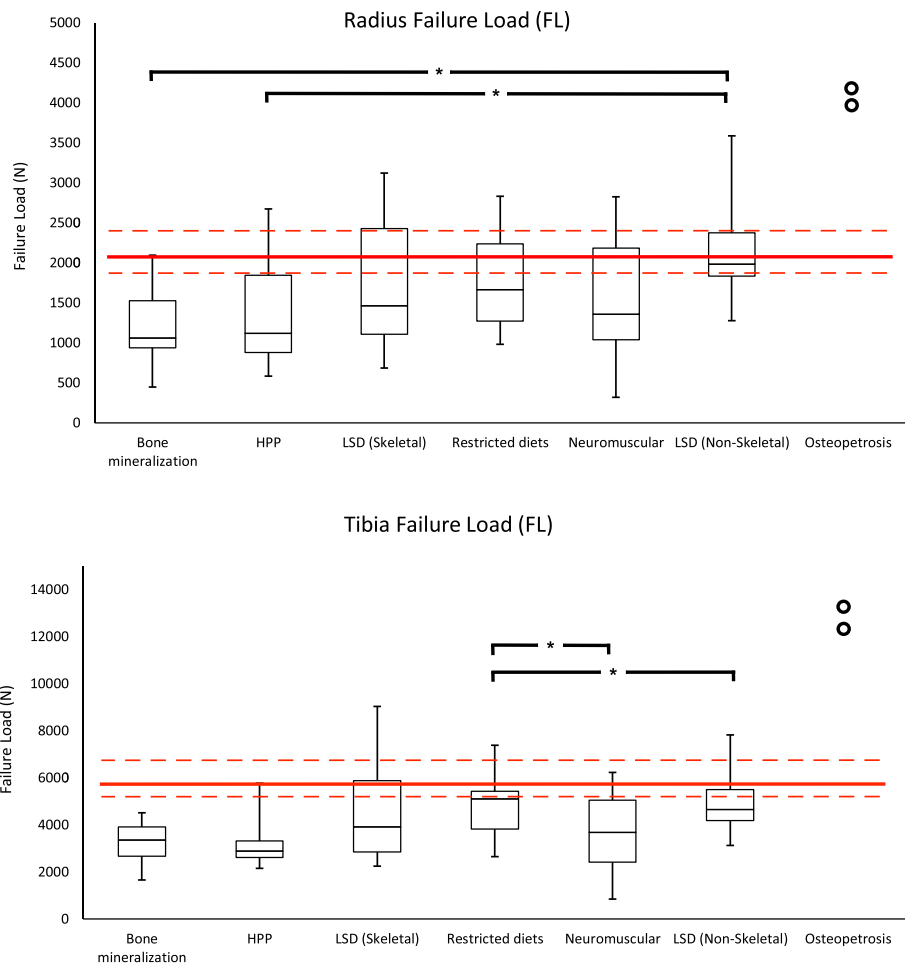 Radius Failure Load (FL)
5000
4500
4000
3500
3000
2500
2000
1500
1000
500
0
Failure Load (N)
*
*
Bone
mineralization
HPP
LSD (Skeletal)
Restricted diets
Neuromuscular
LSD (Non-Skeletal)
Osteopetrosis
Tibia Failure Load (FL)
14000
12000
10000
8000
6000
4000
2000
0
Failure Load (N)
*
*
Bone
mineralization
HPP
LSD (Skeletal)
Restricted diets
Neuromuscular
LSD (Non-Skeletal)
Osteopetrosis